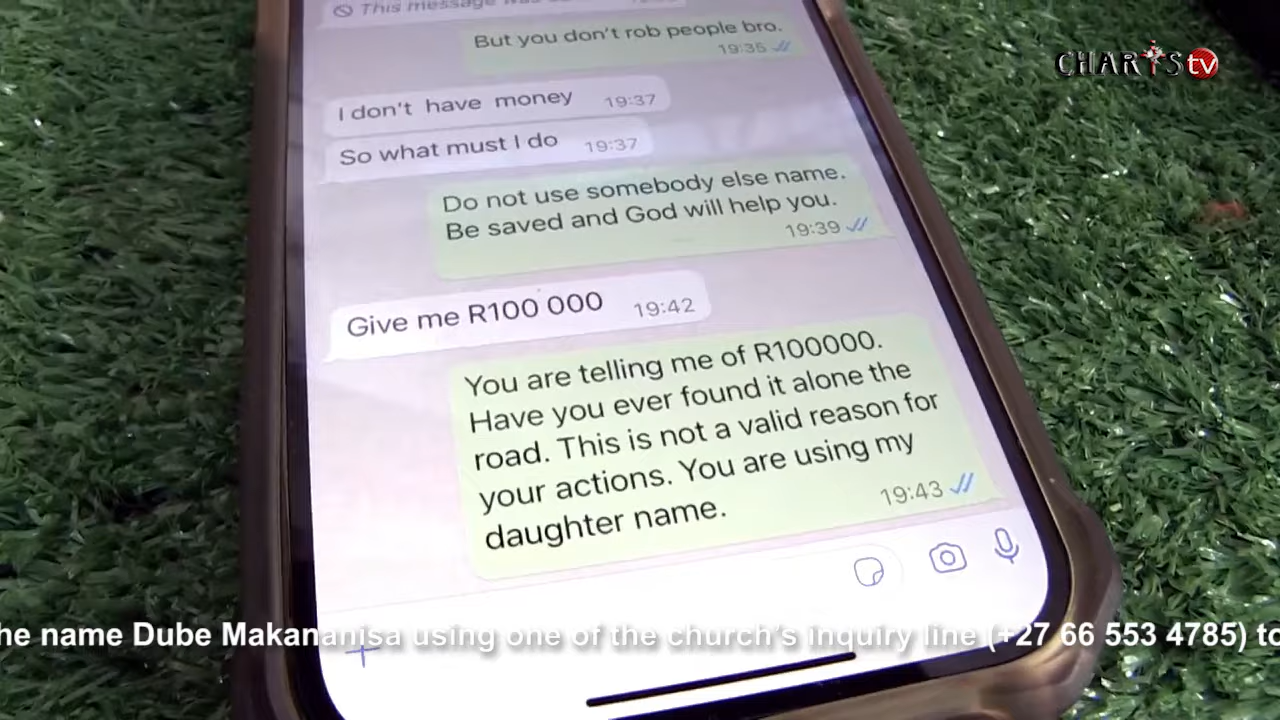 This message was
But you don't rob people bro.
19:35
CHARIS tv
I don't have money 19:37
So what must I do 19:37
Do not use somebody else name.
Be saved and God will help you.
19:39
Give me R100 000 19:42
You are telling me of R100000.
Have you ever found it alone the
road. This is not a valid reason for
your actions. You are using my
daughter name.
19:43
he name Dube Makananisa using one of the church's inquiry line (+27 66 553 4785) to